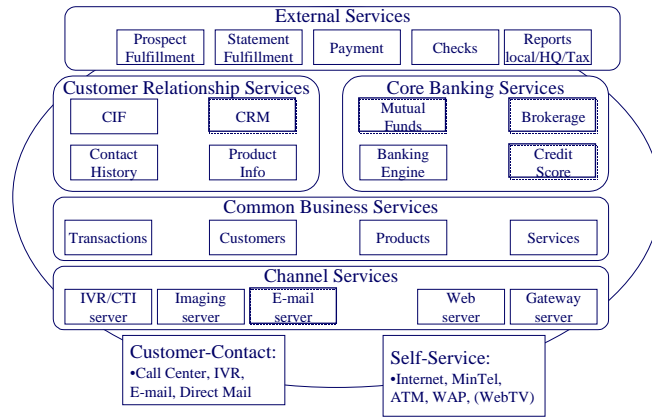 External Services
Prospect
Fulfillment
Statement
Fulfillment
Payment
Checks
Reports
local/HQ/Tax
Customer Relationship Services
CIF
CRM
Contact
History
Product
Info
Core Banking Services
Mutual
Funds
Brokerage
Banking
Engine
Credit
Score
Common Business Services
Transactions
Customers
Products
Services
Channel Services
IVR/CTI
server
Imaging
server
E-mail
server
Web
server
Gateway
server
Customer-Contact:
•Call Center, IVR,
E-mail, Direct Mail
Self-Service:
•Internet, MinTel,
ATM, WAP, (WebTV)